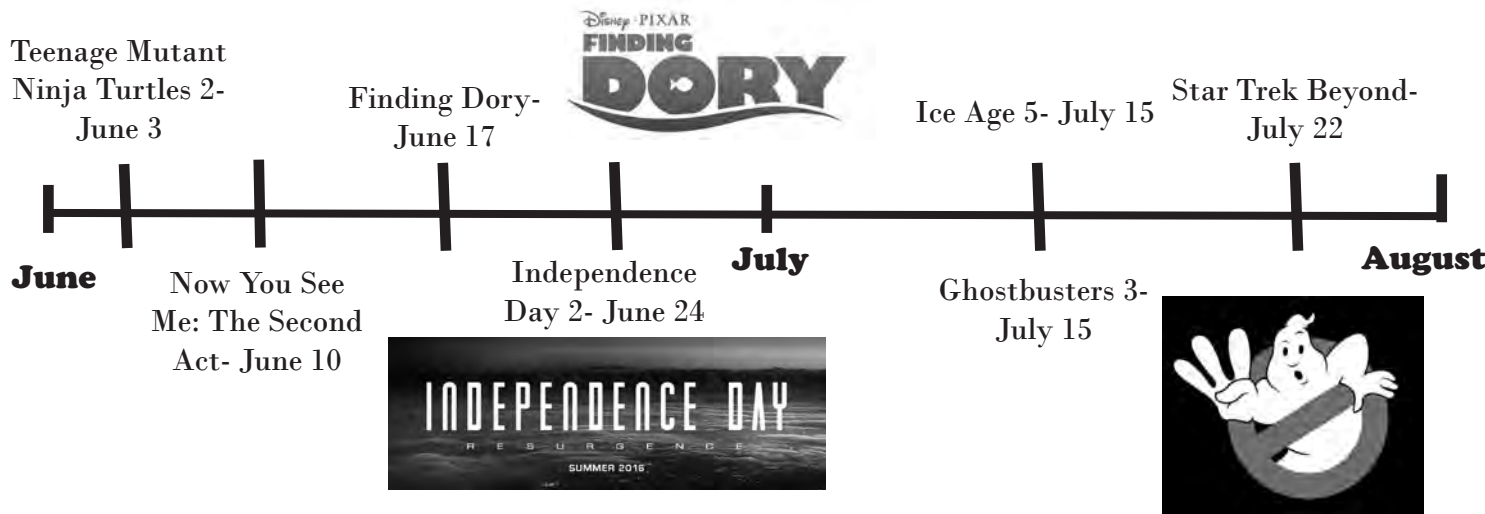 Teenage Mutant
Ninja Turtles 2-
June 3
Finding Dory-
June 17
DISNEY · PIXAR
FINDING
DORY
Ice Age 5- July 15
Star Trek Beyond-
July 22
June
Now You See
Me: The Second
Act- June 10
Independence
Day 2- June 24
July
Ghostbusters 3-
July 15
August
INDEPENDENCE DAY
RESURGENCE
SUMMER 2016